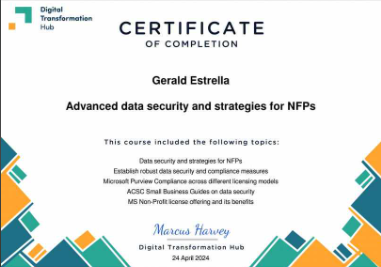 Digital
Transformation
Hub
CERTIFICATE
OF COMPLETION
Gerald Estrella
Advanced data security and strategies for NFPs
This course included the following topics:
Data security and strategies for NFPs
Establish robust data security and compliance measures
Microsoft Purview Compliance across different licensing models
ACSC Small Business Guides on data security
MS Non-Profit license offering and its benefits
Marcus Harvey
Digital Transformation Hub
24 April 2024